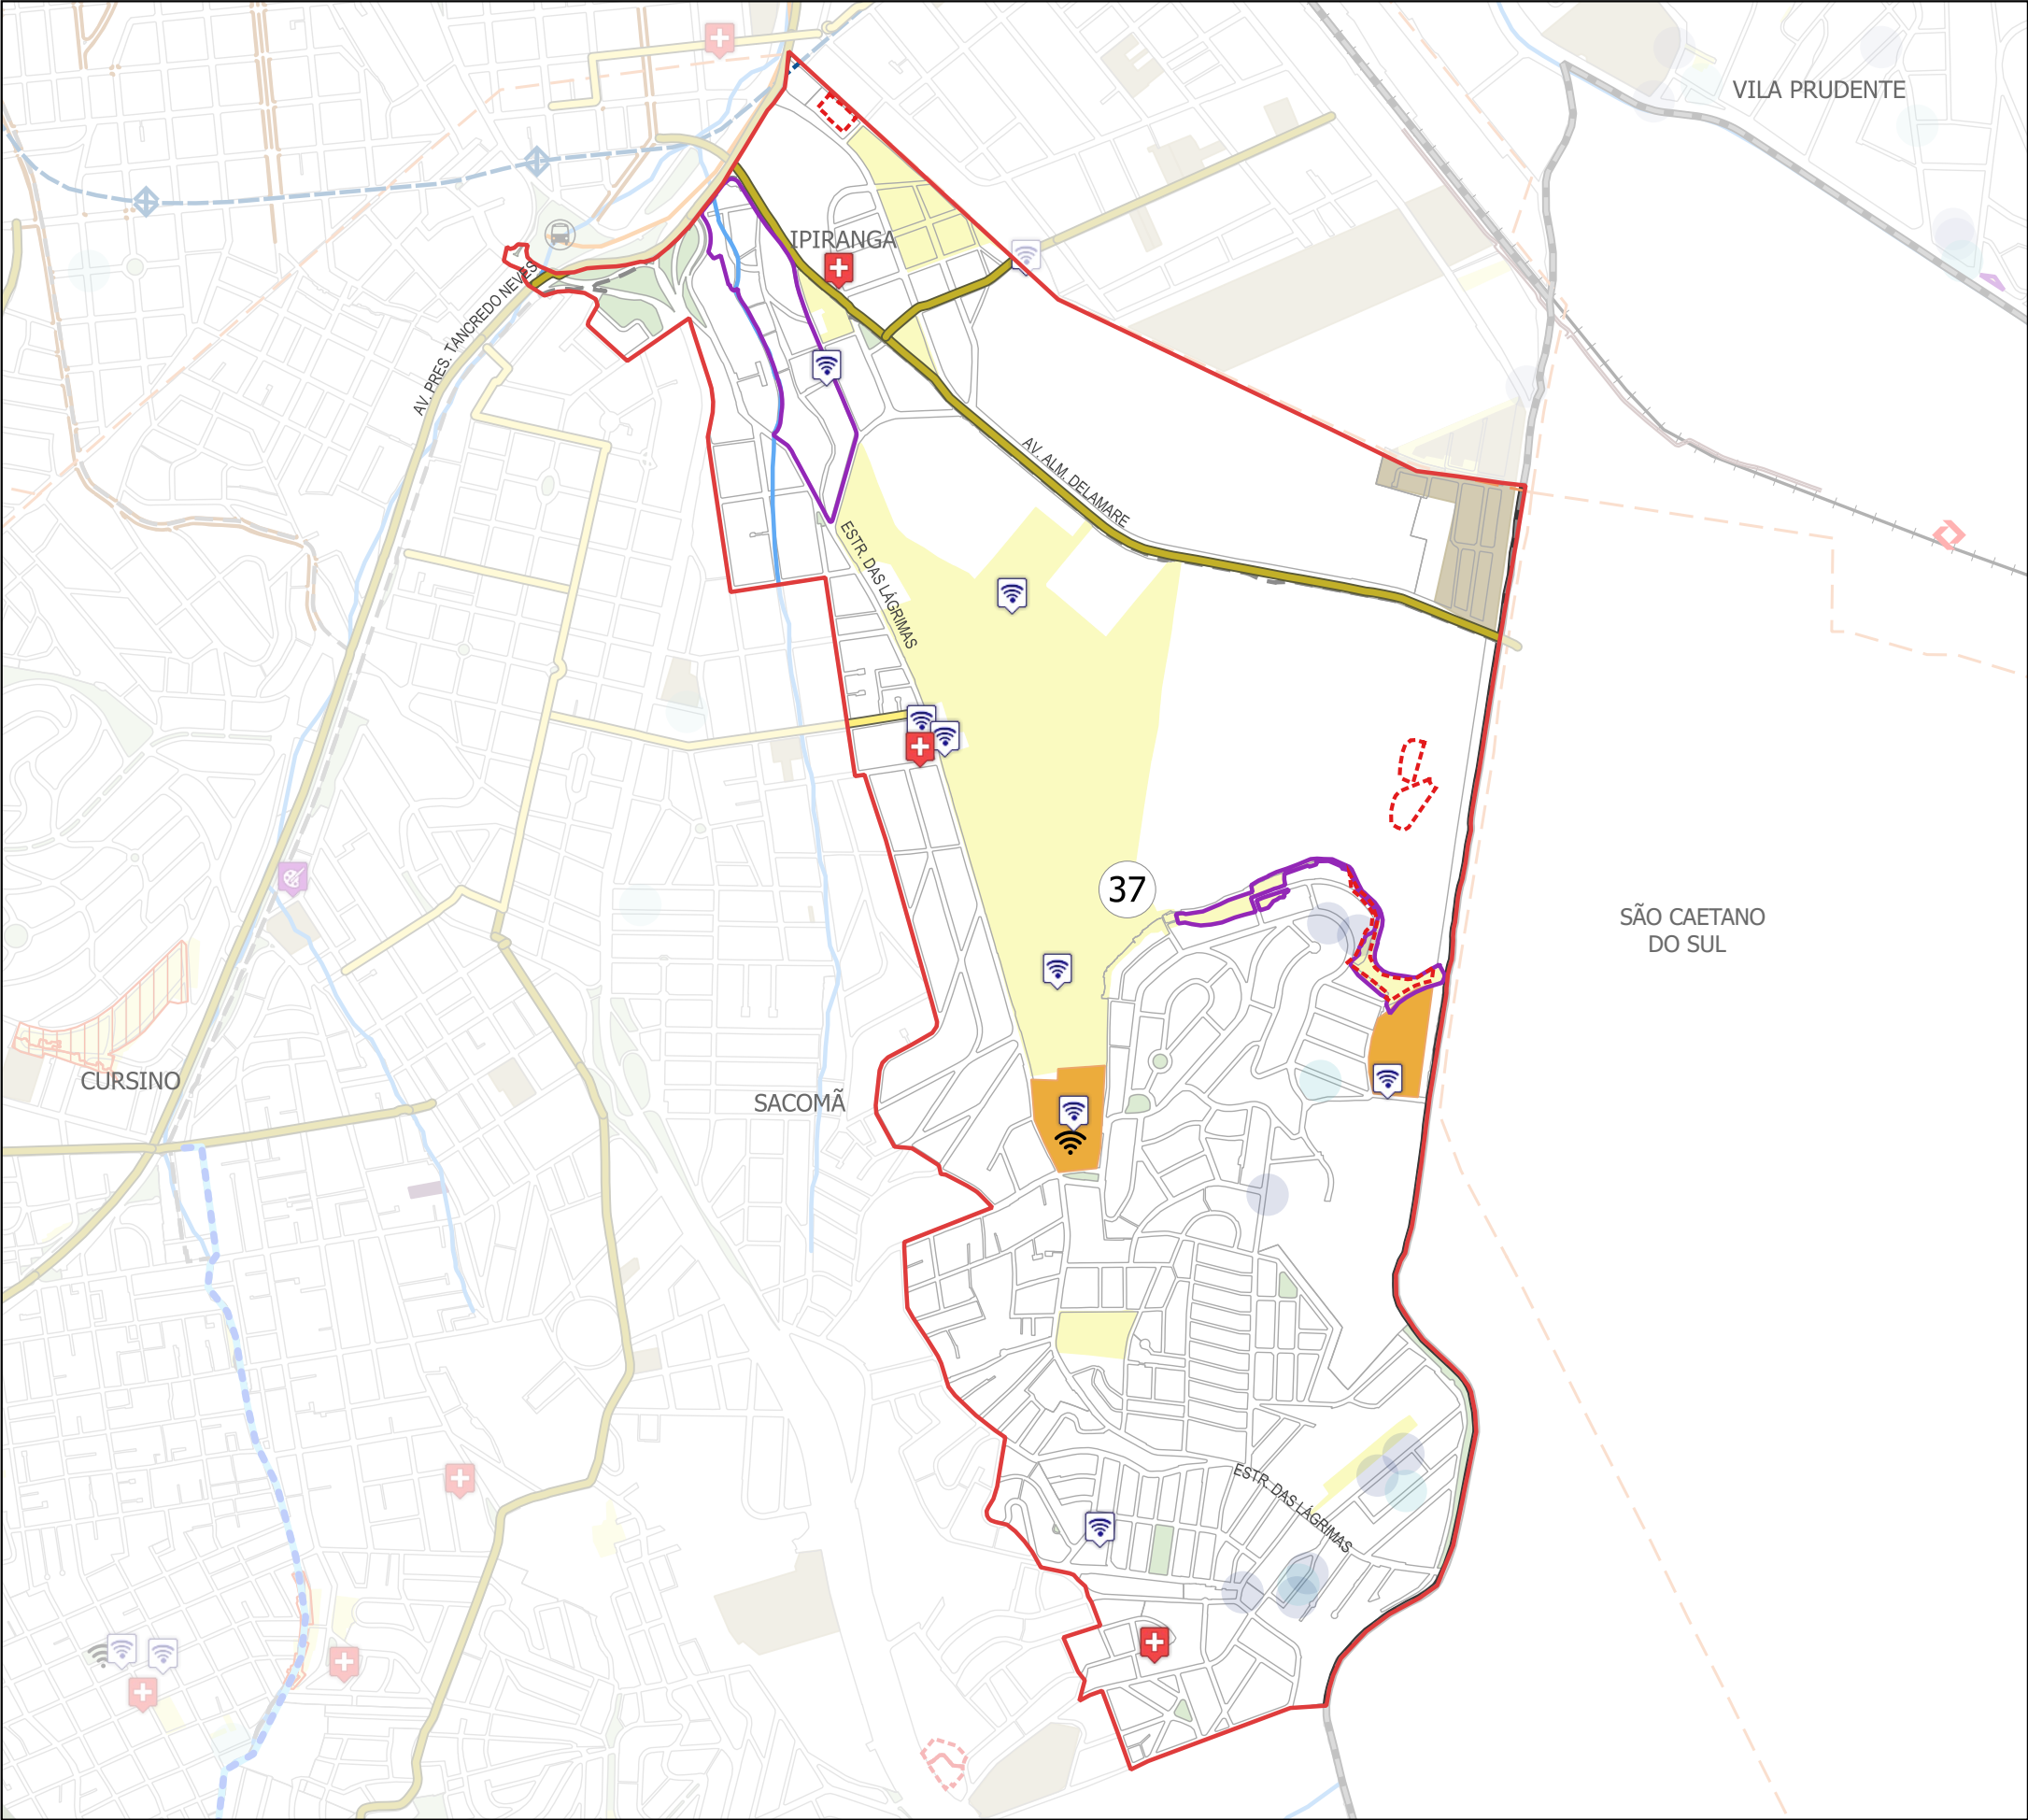 VILA PRUDENTE
IPIRANGA
AV. PRES. TANCREDO NEVES
AV. ALM. DELAMARE
ESTR. DAS LÁGRIMAS
37
SÃO CAETANO
DO SUL
CURSINO
SACOMÃ
ESTR. DAS LÁGRIMAS